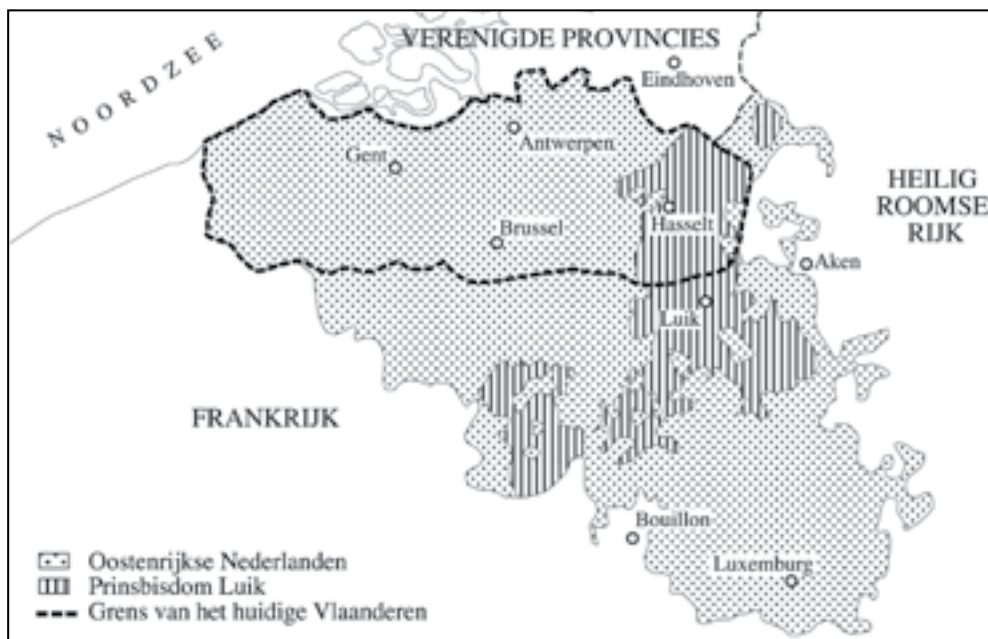 NOORDZEE
VERENIGDE PROVINCIES
Eindhoven
Antwerpen
Gent
HEILIG
ROOMSE
RIJK
Hasselt
Brussel
Aken
Luik
FRANKRIJK
Bouillon
Luxemburg
Oostenrijkse Nederlanden
Prinsbisdom Luik
Grens van het huidige Vlaanderen